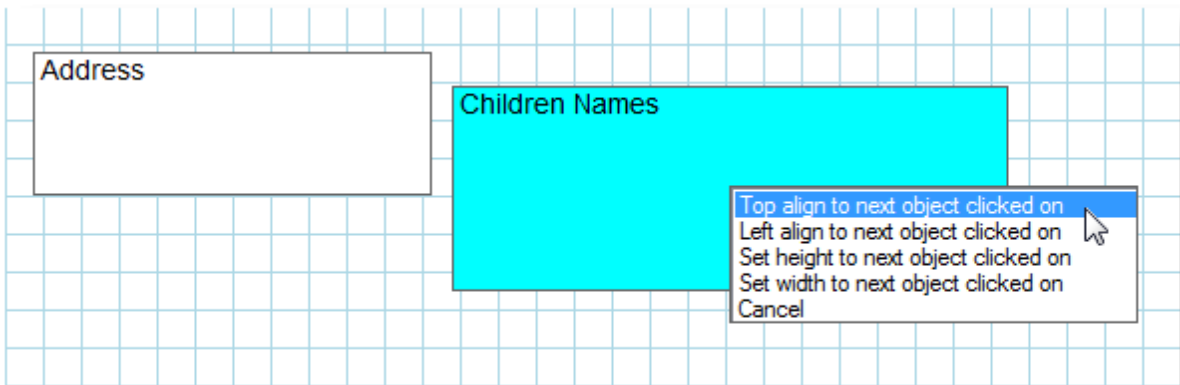 Address
Children Names
Top align to next object clicked on
Left align to next object clicked on
Set height to next object clicked on
Set width to next object clicked on
Cancel